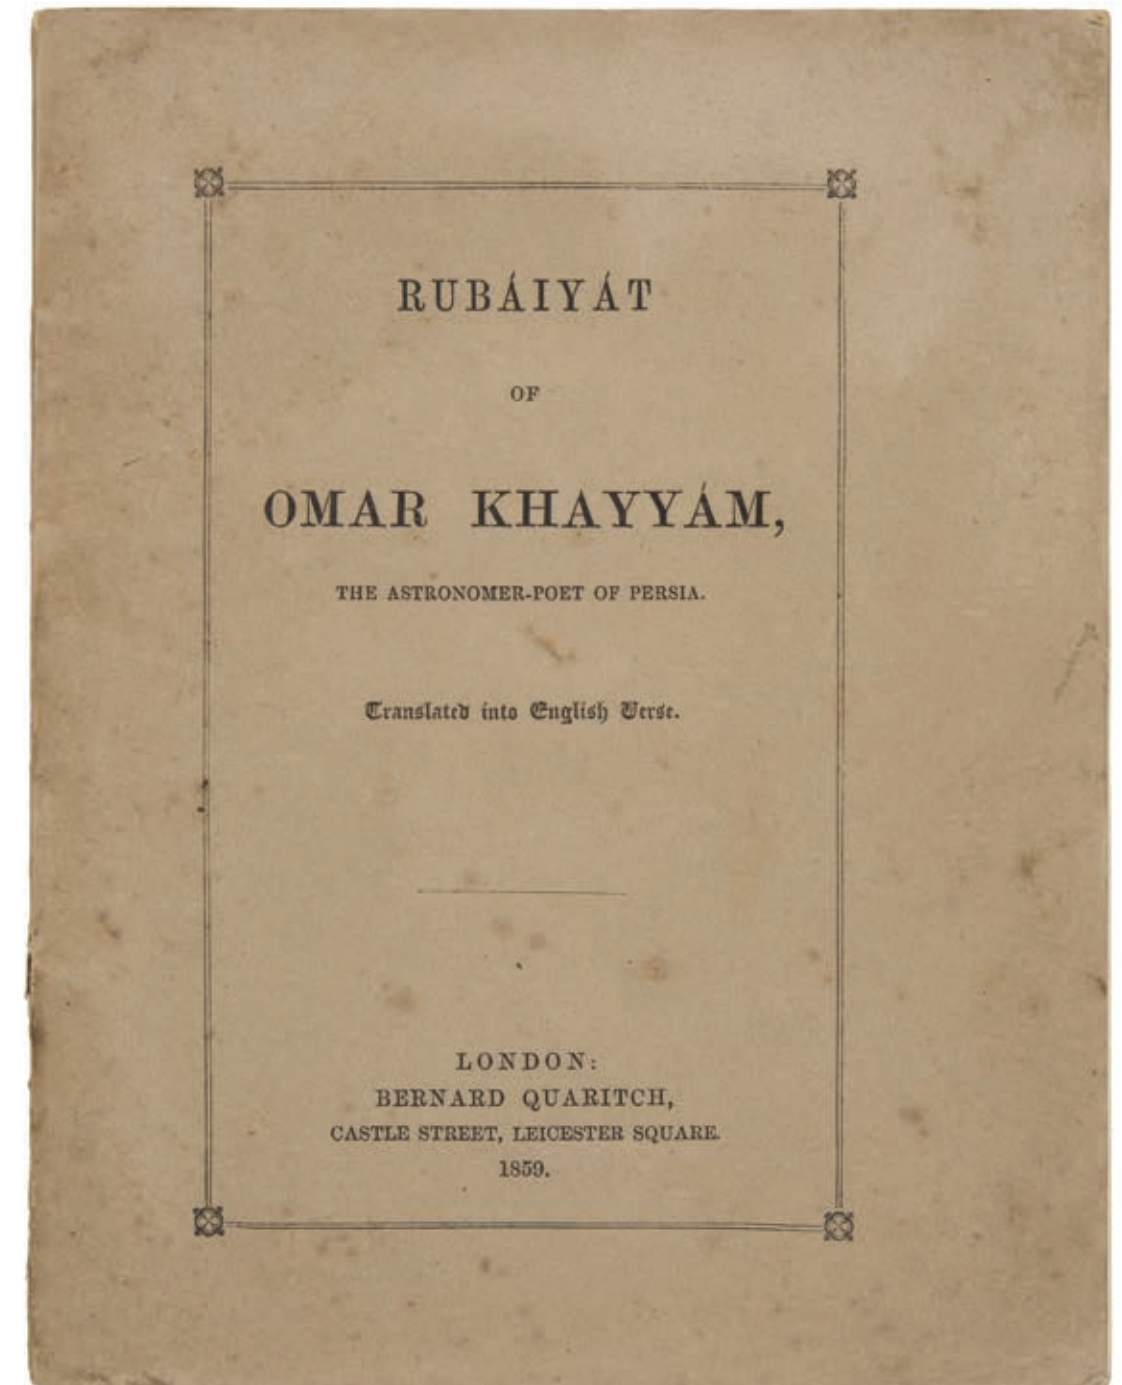 RUBÁIYÁT
OF
OMAR KHAYYÁM,
THE ASTRONOMER-POET OF PERSIA.
Translated into English Verse.
LONDON:
BERNARD QUARITCH,
CASTLE STREET, LEICESTER SQUARE.
1859.